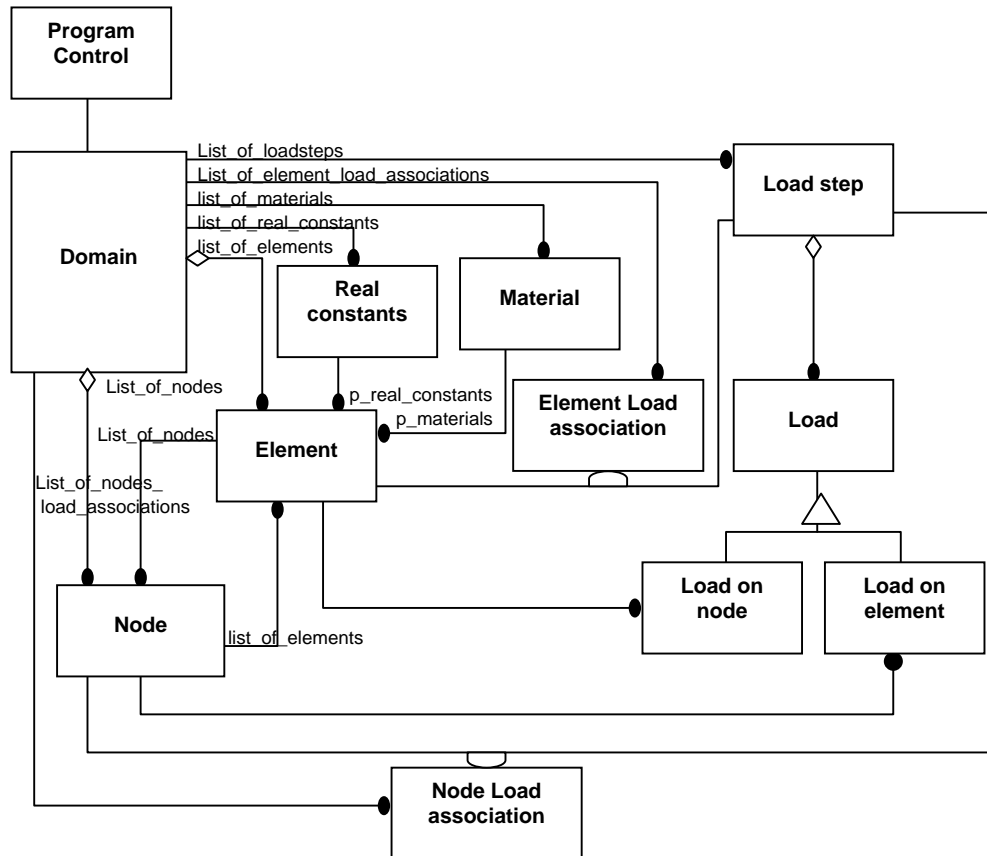 Program
Control
List_of_loadsteps
List_of_element_load_associations
list_of_materials
list_of_real_constants
list_of_elements
Domain
Load step
Real
constants
Material
List_of_nodes
p_real_constants
p_materials
Element Load
association
Load
List_of_nodes
Element
List_of_nodes_
load_associations
Load on
node
Load on
element
Node
list_of_elements
Node Load
association